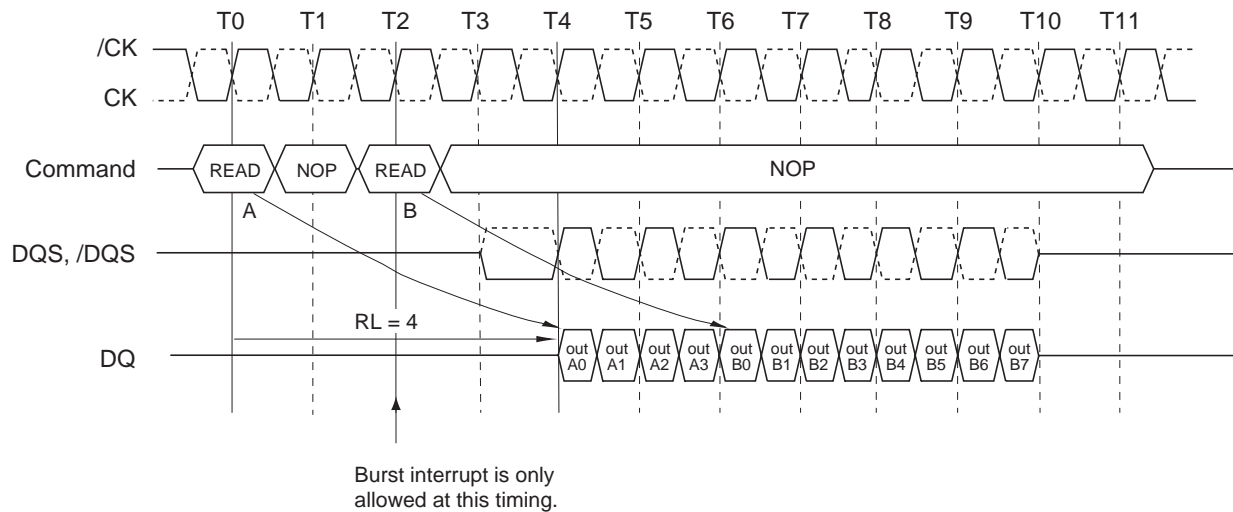 T0 T1 T2 T3 T4 T5 T6 T7 T8 T9 T10 T11
/CK
CK
Command READ NOP READ NOP
A B
DQS, /DQS
RL = 4
DQ
out A0 out A1 out A2 out A3 out B0 out B1 out B2 out B3 out B4 out B5 out B6 out B7
Burst interrupt is only
allowed at this timing.